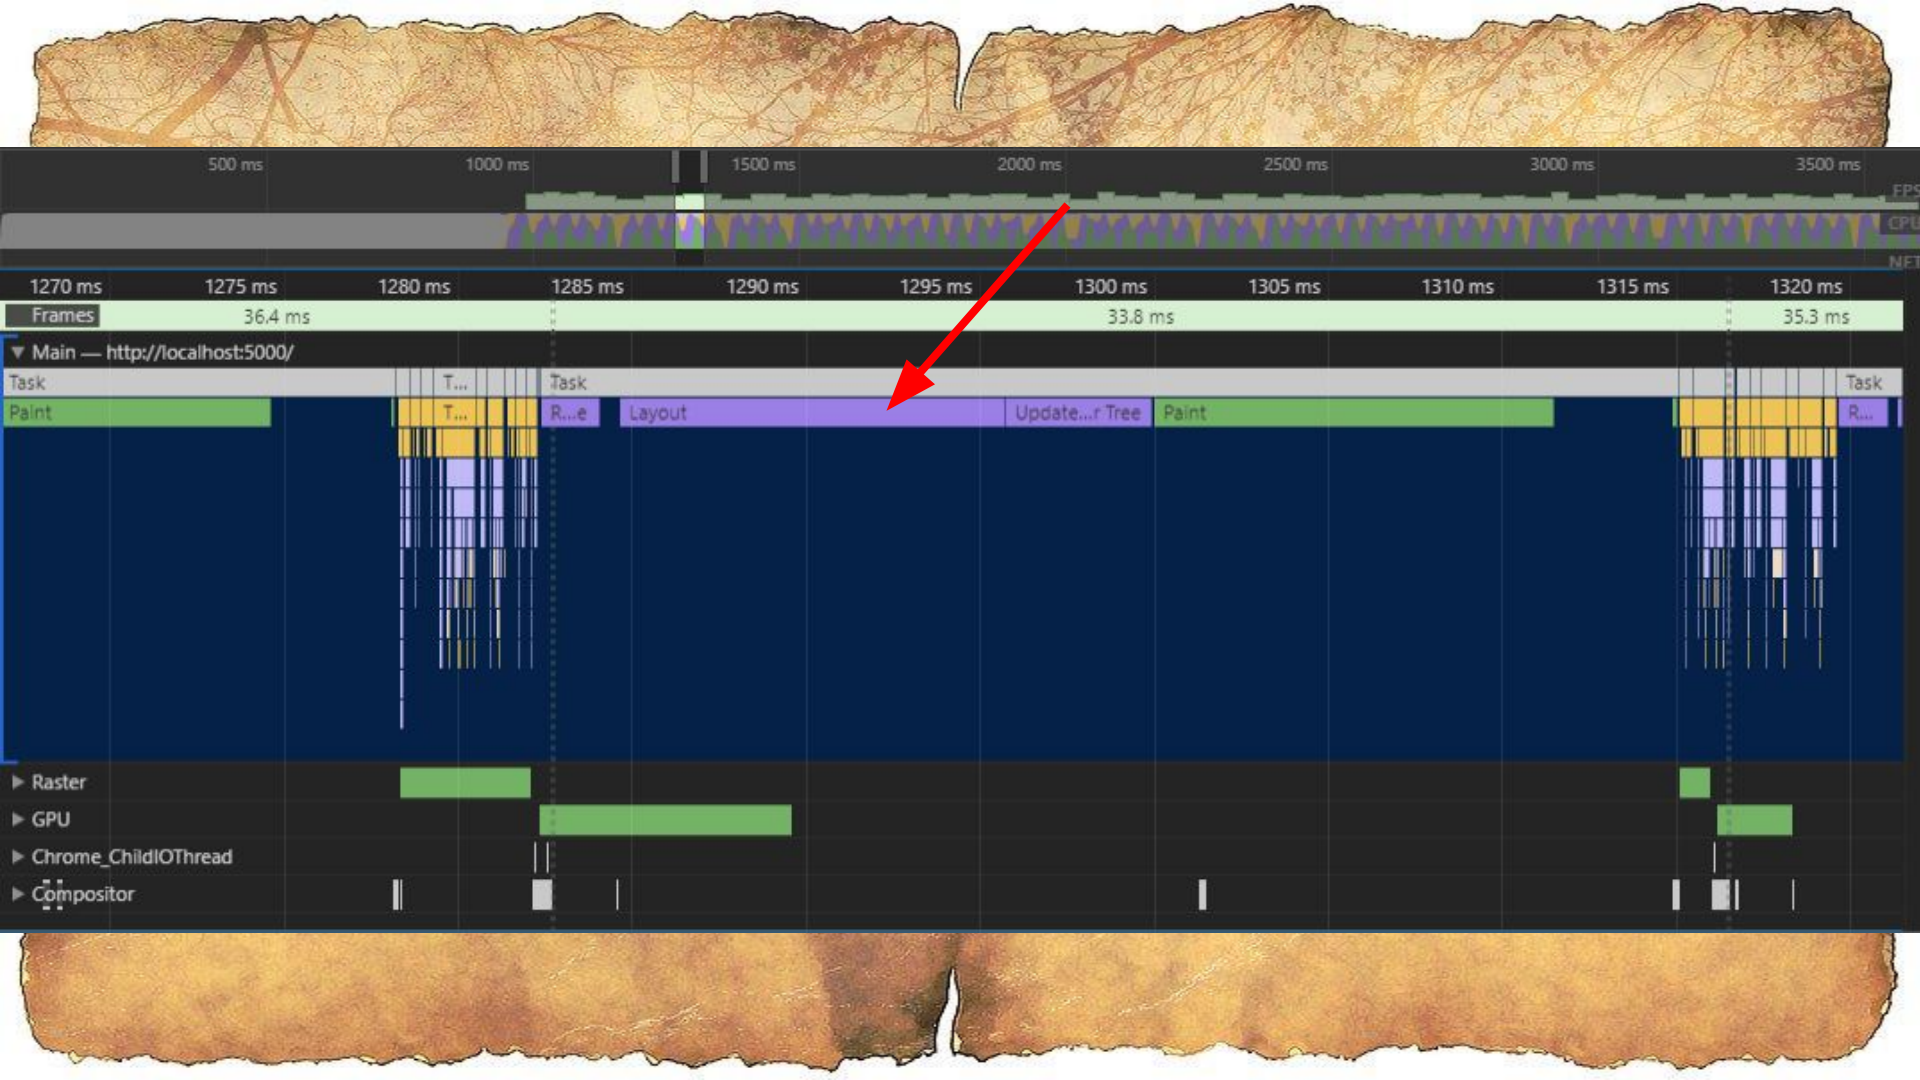 500 ms 1000 ms 1500 ms 2000 ms 2500 ms 3000 ms 3500 ms
FPS
CPU
NET
1270 ms 1275 ms 1280 ms 1285 ms 1290 ms 1295 ms 1300 ms 1305 ms 1310 ms 1315 ms 1320 ms
Frames 36.4 ms 33.8 ms 35.3 ms
Main — http://localhost:5000/
Task T... Task Task
Paint T... R...e Layout Update...r Tree Paint R...
Raster
GPU
Chrome_ChildIOThread
Compositor